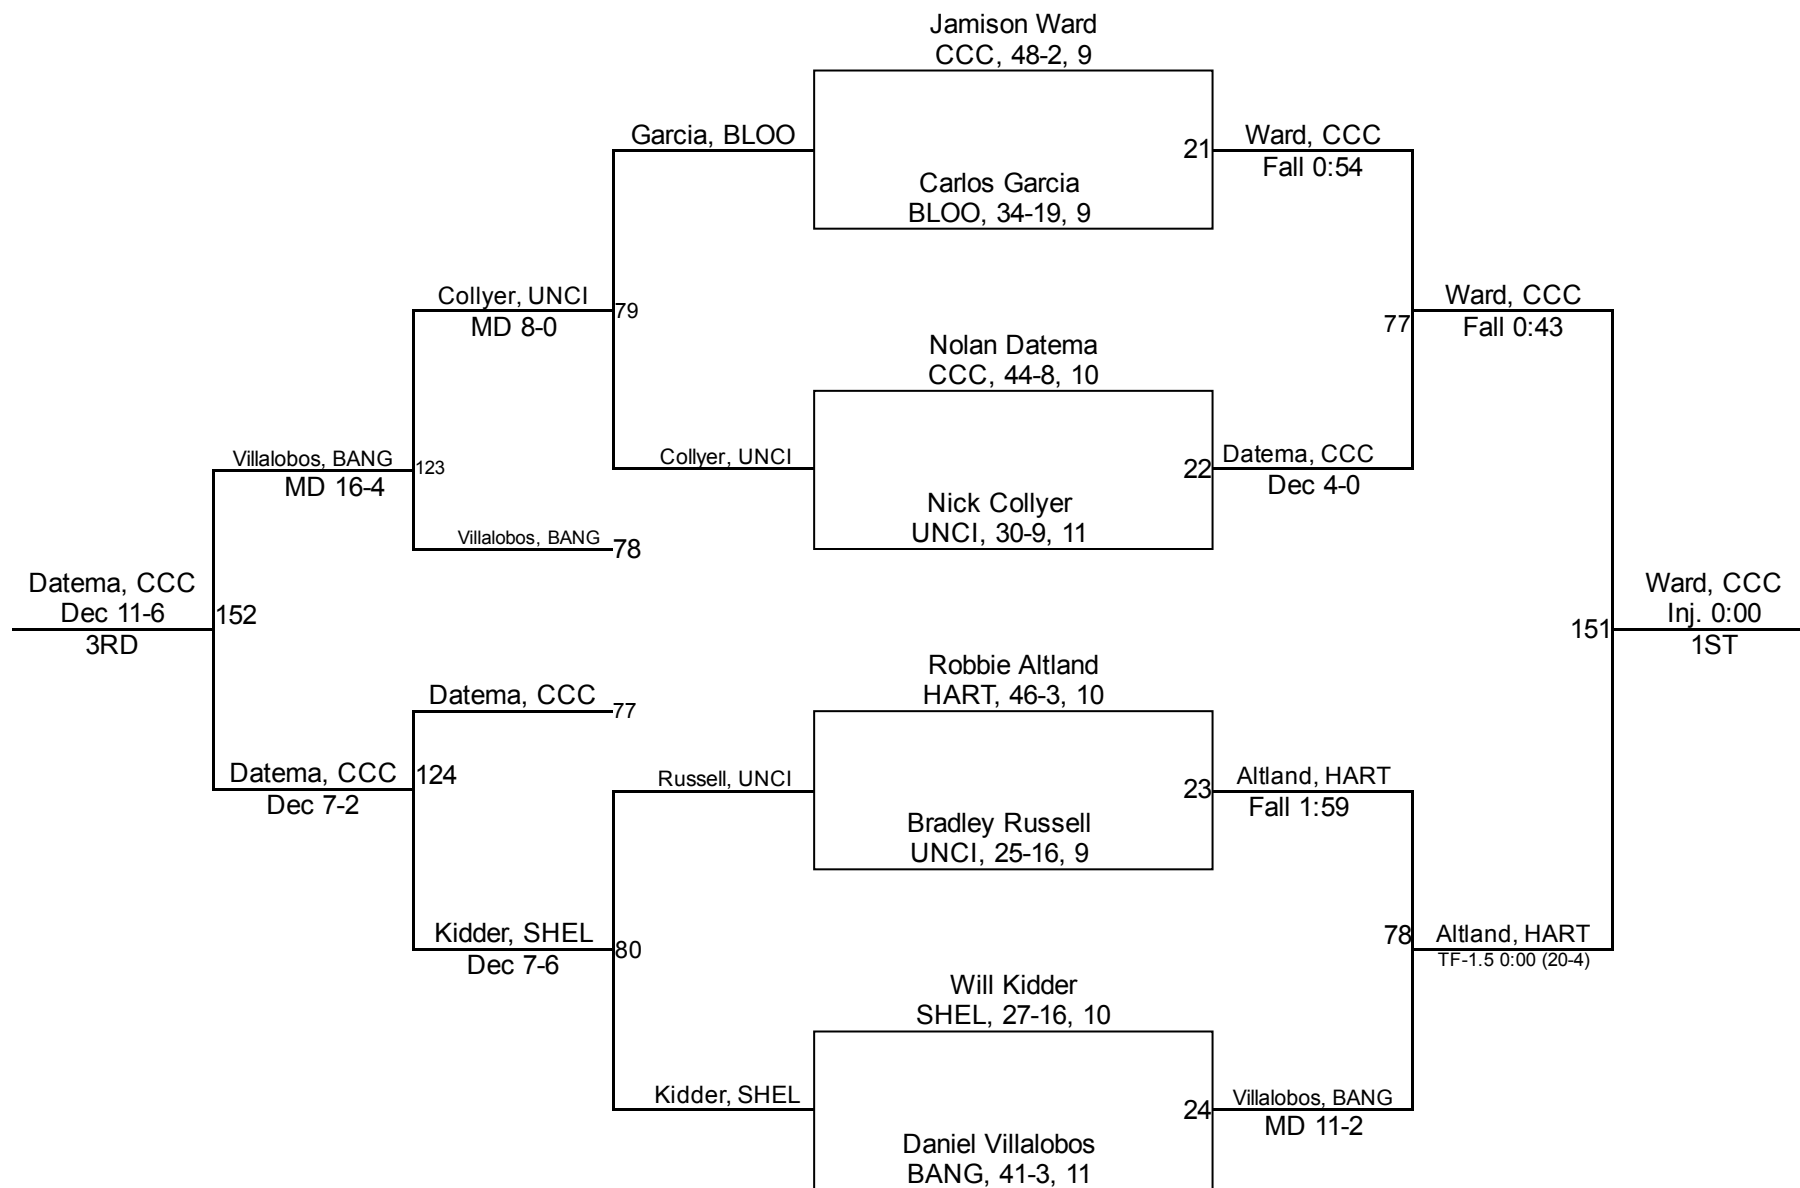 Jamison Ward
CCC, 48-2, 9
Garcia, BLOO
21
Ward, CCC
Fall 0:54
Carlos Garcia
BLOO, 34-19, 9
Collyer, UNCI
MD 8-0
79
Ward, CCC
Fall 0:43
77
Nolan Datema
CCC, 44-8, 10
Villalobos, BANG
MD 16-4
123
Collyer, UNCI
22
Datema, CCC
Dec 4-0
Nick Collyer
UNCI, 30-9, 11
Villalobos, BANG
78
Datema, CCC
Dec 11-6
3RD
152
151
Ward, CCC
Inj. 0:00
1ST
Robbie Altland
HART, 46-3, 10
Datema, CCC
77
Datema, CCC
Dec 7-2
124
Russell, UNCI
23
Altland, HART
Fall 1:59
Bradley Russell
UNCI, 25-16, 9
Kidder, SHEL
Dec 7-6
80
78
Altland, HART
TF-1.5 0:00 (20-4)
Will Kidder
SHEL, 27-16, 10
Kidder, SHEL
24
Villalobos, BANG
MD 11-2
Daniel Villalobos
BANG, 41-3, 11